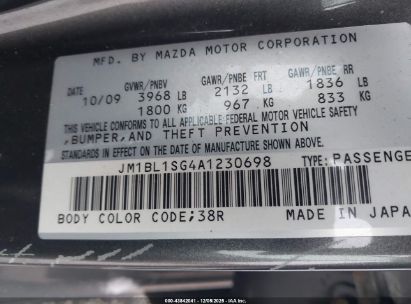 MFD. BY MAZDA MOTOR CORPORATION
GVWR/PNBV GAWR/PNBE FRT GAWR/PNBE RR
10/09 3968 LB 2132 LB 1836 LB
1800 KG 967 KG 833 KG
THIS VEHICLE CONFORMS TO ALL APPLICABLE FEDERAL MOTOR VEHICLE SAFETY
,BUMPER,AND THEFT PREVENTION
STANDARDS IN EFFECT ON THE DATE OF MANUFACTURE SHOWN ABOVE.
JM1BL1SG4A1230698 TYPE:PASSENGE
BODY COLOR CODE;38R MADE IN JAPA